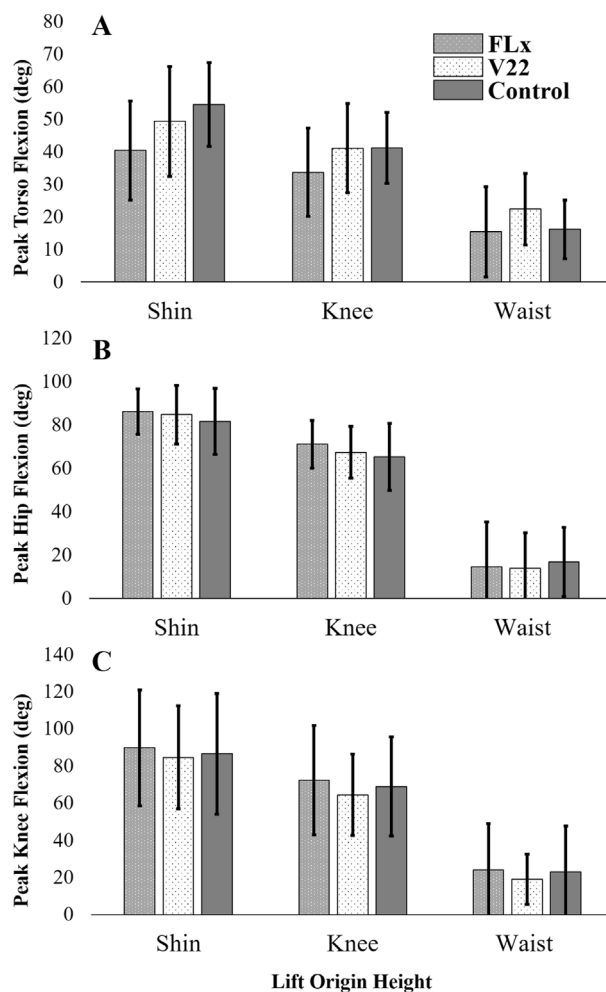 A
FLx
V22
Control
Peak Torso Flexion (deg)
80
70
60
50
40
30
20
10
0
Shin Knee Waist
B
Peak Hip Flexion (deg)
120
100
80
60
40
20
0
Shin Knee Waist
C
Peak Knee Flexion (deg)
140
120
100
80
60
40
20
0
Shin Knee Waist
Lift Origin Height